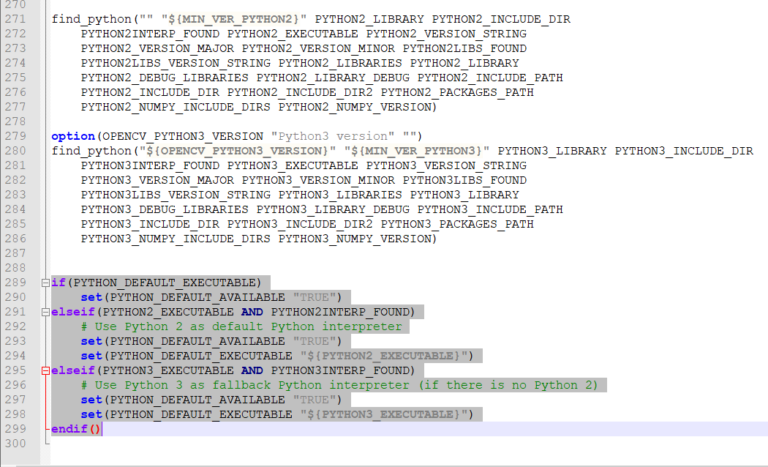 270
271 find_python("" "${MIN_VER_PYTHON2}" PYTHON2_LIBRARY PYTHON2_INCLUDE_DIR
272     PYTHON2INTERP_FOUND PYTHON2_EXECUTABLE PYTHON2_VERSION_STRING
273     PYTHON2_VERSION_MAJOR PYTHON2_VERSION_MINOR PYTHON2LIBS_FOUND
274     PYTHON2LIBS_VERSION_STRING PYTHON2_LIBRARIES PYTHON2_LIBRARY
275     PYTHON2_DEBUG_LIBRARIES PYTHON2_LIBRARY_DEBUG PYTHON2_INCLUDE_PATH
276     PYTHON2_INCLUDE_DIR PYTHON2_INCLUDE_DIR2 PYTHON2_PACKAGES_PATH
277     PYTHON2_NUMPY_INCLUDE_DIRS PYTHON2_NUMPY_VERSION)
278
279 option(OPENCV_PYTHON3_VERSION "Python3 version" "")
280 find_python("${OPENCV_PYTHON3_VERSION}" "${MIN_VER_PYTHON3}" PYTHON3_LIBRARY PYTHON3_INCLUDE_DIR
281     PYTHON3INTERP_FOUND PYTHON3_EXECUTABLE PYTHON3_VERSION_STRING
282     PYTHON3_VERSION_MAJOR PYTHON3_VERSION_MINOR PYTHON3LIBS_FOUND
283     PYTHON3LIBS_VERSION_STRING PYTHON3_LIBRARIES PYTHON3_LIBRARY
284     PYTHON3_DEBUG_LIBRARIES PYTHON3_LIBRARY_DEBUG PYTHON3_INCLUDE_PATH
285     PYTHON3_INCLUDE_DIR PYTHON3_INCLUDE_DIR2 PYTHON3_PACKAGES_PATH
286     PYTHON3_NUMPY_INCLUDE_DIRS PYTHON3_NUMPY_VERSION)
287
288
289 if(PYTHON_DEFAULT_EXECUTABLE)
290     set(PYTHON_DEFAULT_AVAILABLE "TRUE")
291 elseif(PYTHON2_EXECUTABLE AND PYTHON2INTERP_FOUND)
292     # Use Python 2 as default Python interpreter
293     set(PYTHON_DEFAULT_AVAILABLE "TRUE")
294     set(PYTHON_DEFAULT_EXECUTABLE "${PYTHON2_EXECUTABLE}")
295 elseif(PYTHON3_EXECUTABLE AND PYTHON3INTERP_FOUND)
296     # Use Python 3 as fallback Python interpreter (if there is no Python 2)
297     set(PYTHON_DEFAULT_AVAILABLE "TRUE")
298     set(PYTHON_DEFAULT_EXECUTABLE "${PYTHON3_EXECUTABLE}")
299 endif()
300